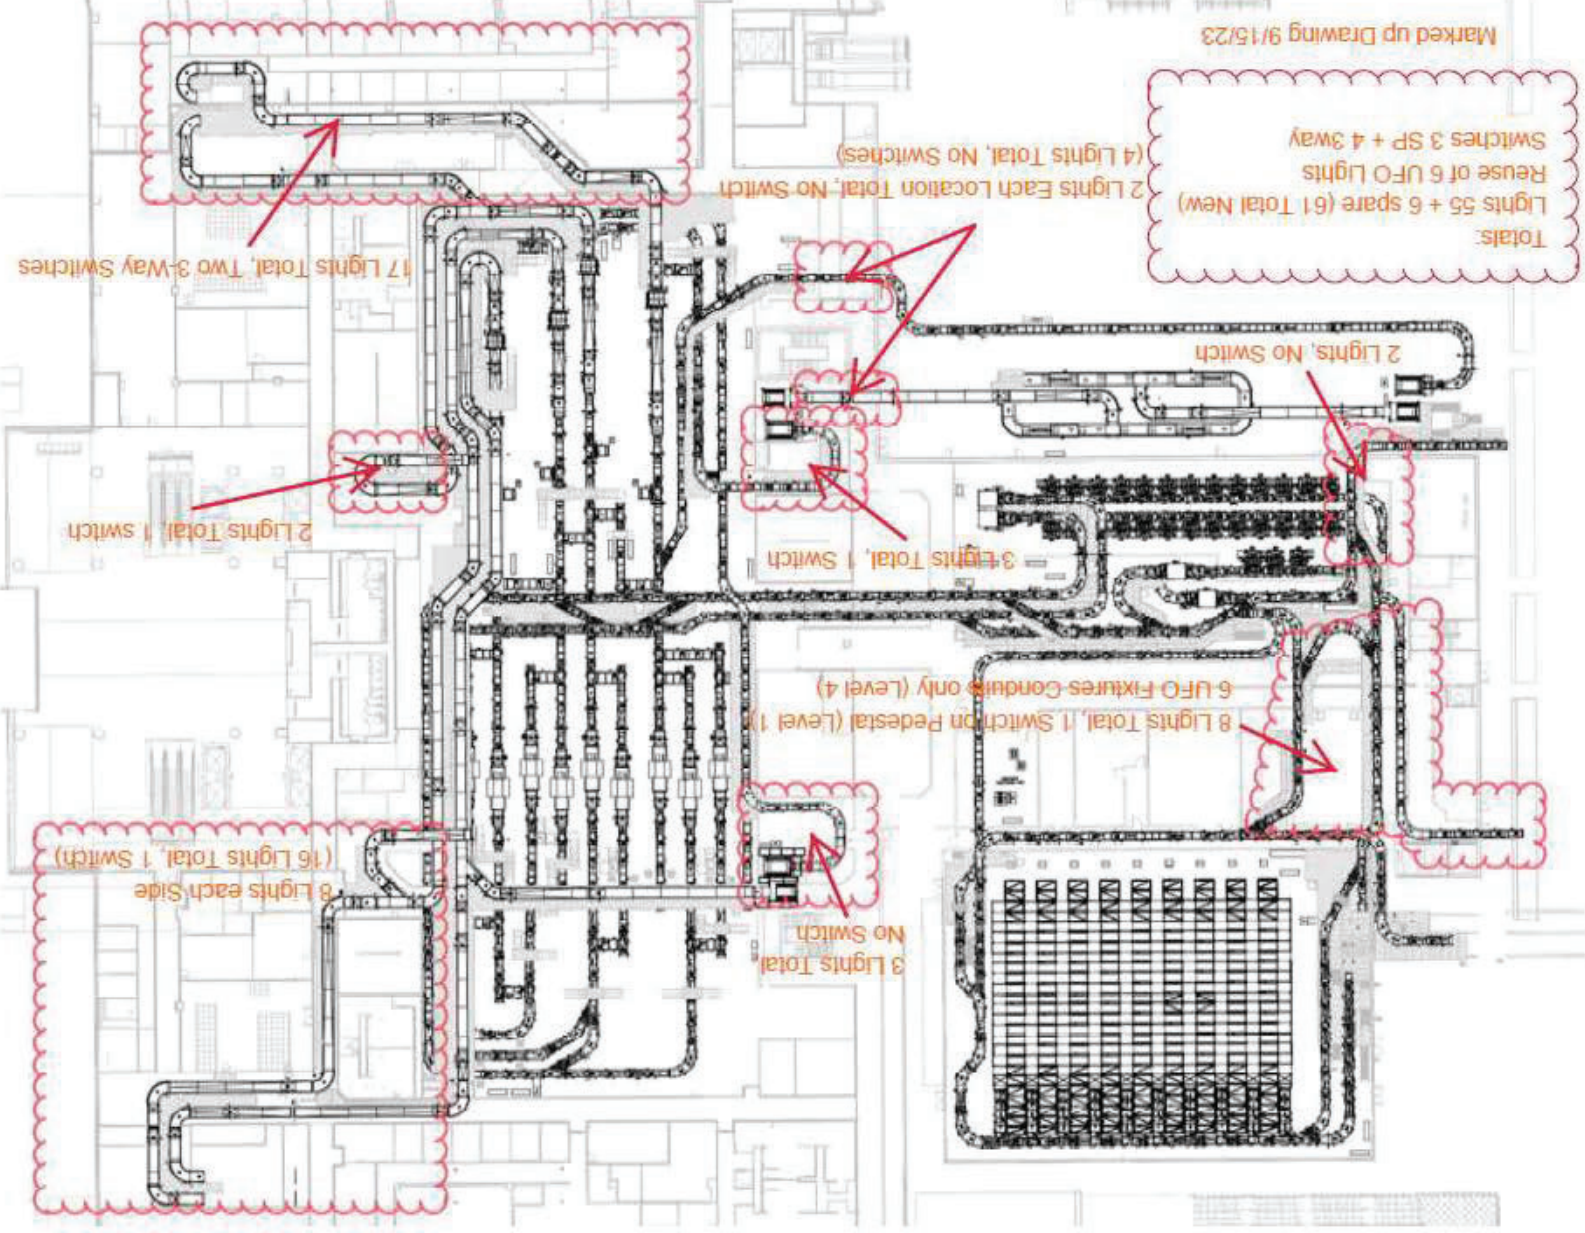 3 Lights Total,
No Switch
8 Lights each Side
(16 Lights Total, 1 Switch)
8 Lights Total, 1 Switch on Pedestal (Level 1)
6 UFO Fixtures Conduits only (Level 4)
3 Lights Total, 1 Switch
2 Lights Total, 1 switch
2 Lights, No Switch
17 Lights Total, Two 3-Way Switches
Totals:
Lights 55 + 6 spare (61 Total New)
Reuse of 6 UFO Lights
Switches 3 SP + 4 3way
2 Lights Each Location Total, No Switch
(4 Lights Total, No Switches)
Marked up Drawing 9/15/23